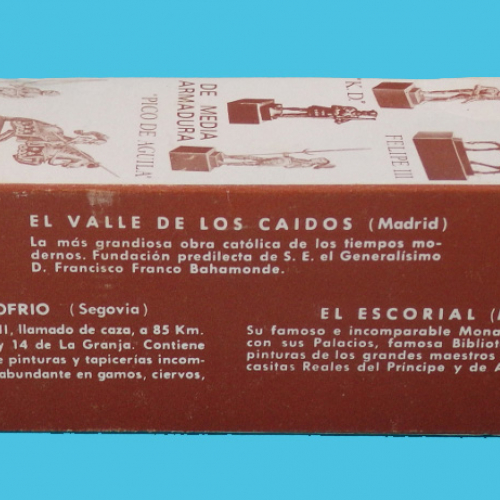 "PICO DE AGUILA"
DE MEDIA
ARMADURA
"K.D"
FELIPE III
EL VALLE DE LOS CAIDOS (Madrid)
La más grandiosa obra católica de los tiempos mo-
dernos. Fundación predilecta de S. E. el Generalísimo
D. Francisco Franco Bahamonde.
OFRIO (Segovia)
II, llamado de caza, a 85 Km.
y 14 de La Granja. Contiene
e pinturas y tapicerías incom-
abundante en gamos, ciervos,
EL ESCORIAL (
Su famoso e incomparable Mona
con sus Palacios, famosa Bibliot
pinturas de los grandes maestros
casitas Reales del Príncipe y de A